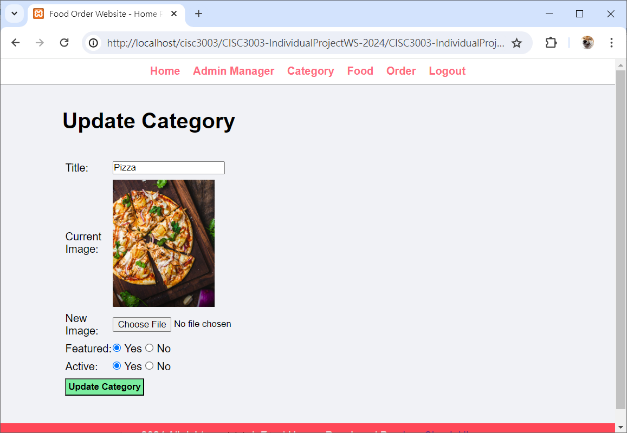 Food Order Website - Home
http://localhost/cisc3003/CISC3003-IndividualProjectWS-2024/CISC3003-IndividualProj...
Home Admin Manager Category Food Order Logout
Update Category
Title: Pizza
Current
Image:
New
Image: Choose File No file chosen
Featured: Yes No
Active: Yes No
Update Category